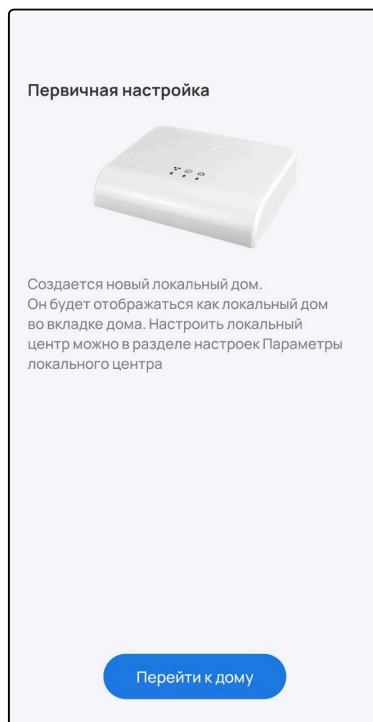 Первичная настройка
Создается новый локальный дом.
Он будет отображаться как локальный дом
во вкладке дома. Настроить локальный
центр можно в разделе настроек Параметры
локального центра
Перейти к дому